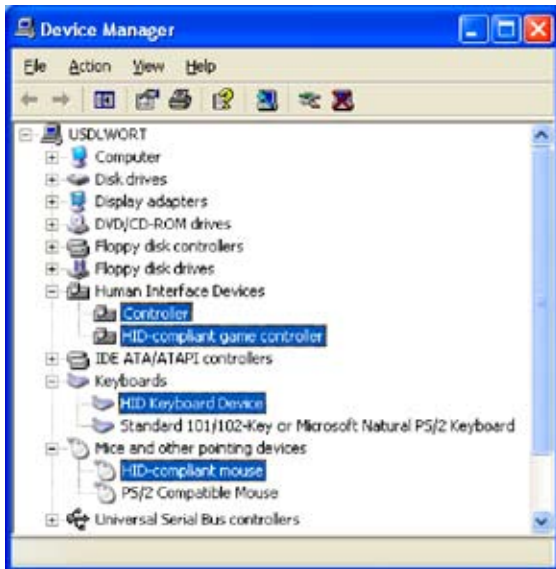 Device Manager
File Action View Help
USDLWORT
Computer
Disk drives
Display adapters
DVD/CD-ROM drives
Floppy disk controllers
Floppy disk drives
Human Interface Devices
Controller
HID-compliant game controller
IDE ATA/ATAPI controllers
Keyboards
HID Keyboard Device
Standard 101/102-Key or Microsoft Natural PS/2 Keyboard
Mice and other pointing devices
HID-compliant mouse
PS/2 Compatible Mouse
Universal Serial Bus controllers